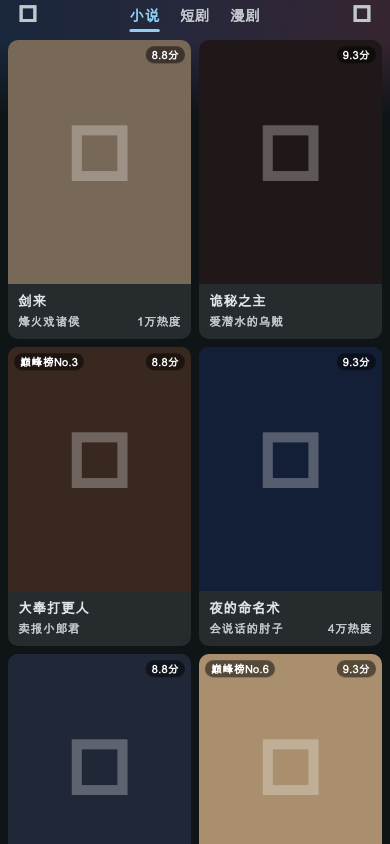 小说 短剧 漫剧
8.8分
9.3分
剑来
烽火戏诸侯 1万热度
诡秘之主
爱潜水的乌贼
巅峰榜No.3 8.8分
9.3分
大奉打更人
卖报小郎君
夜的命名术
会说话的肘子 4万热度
8.8分
巅峰榜No.6 9.3分